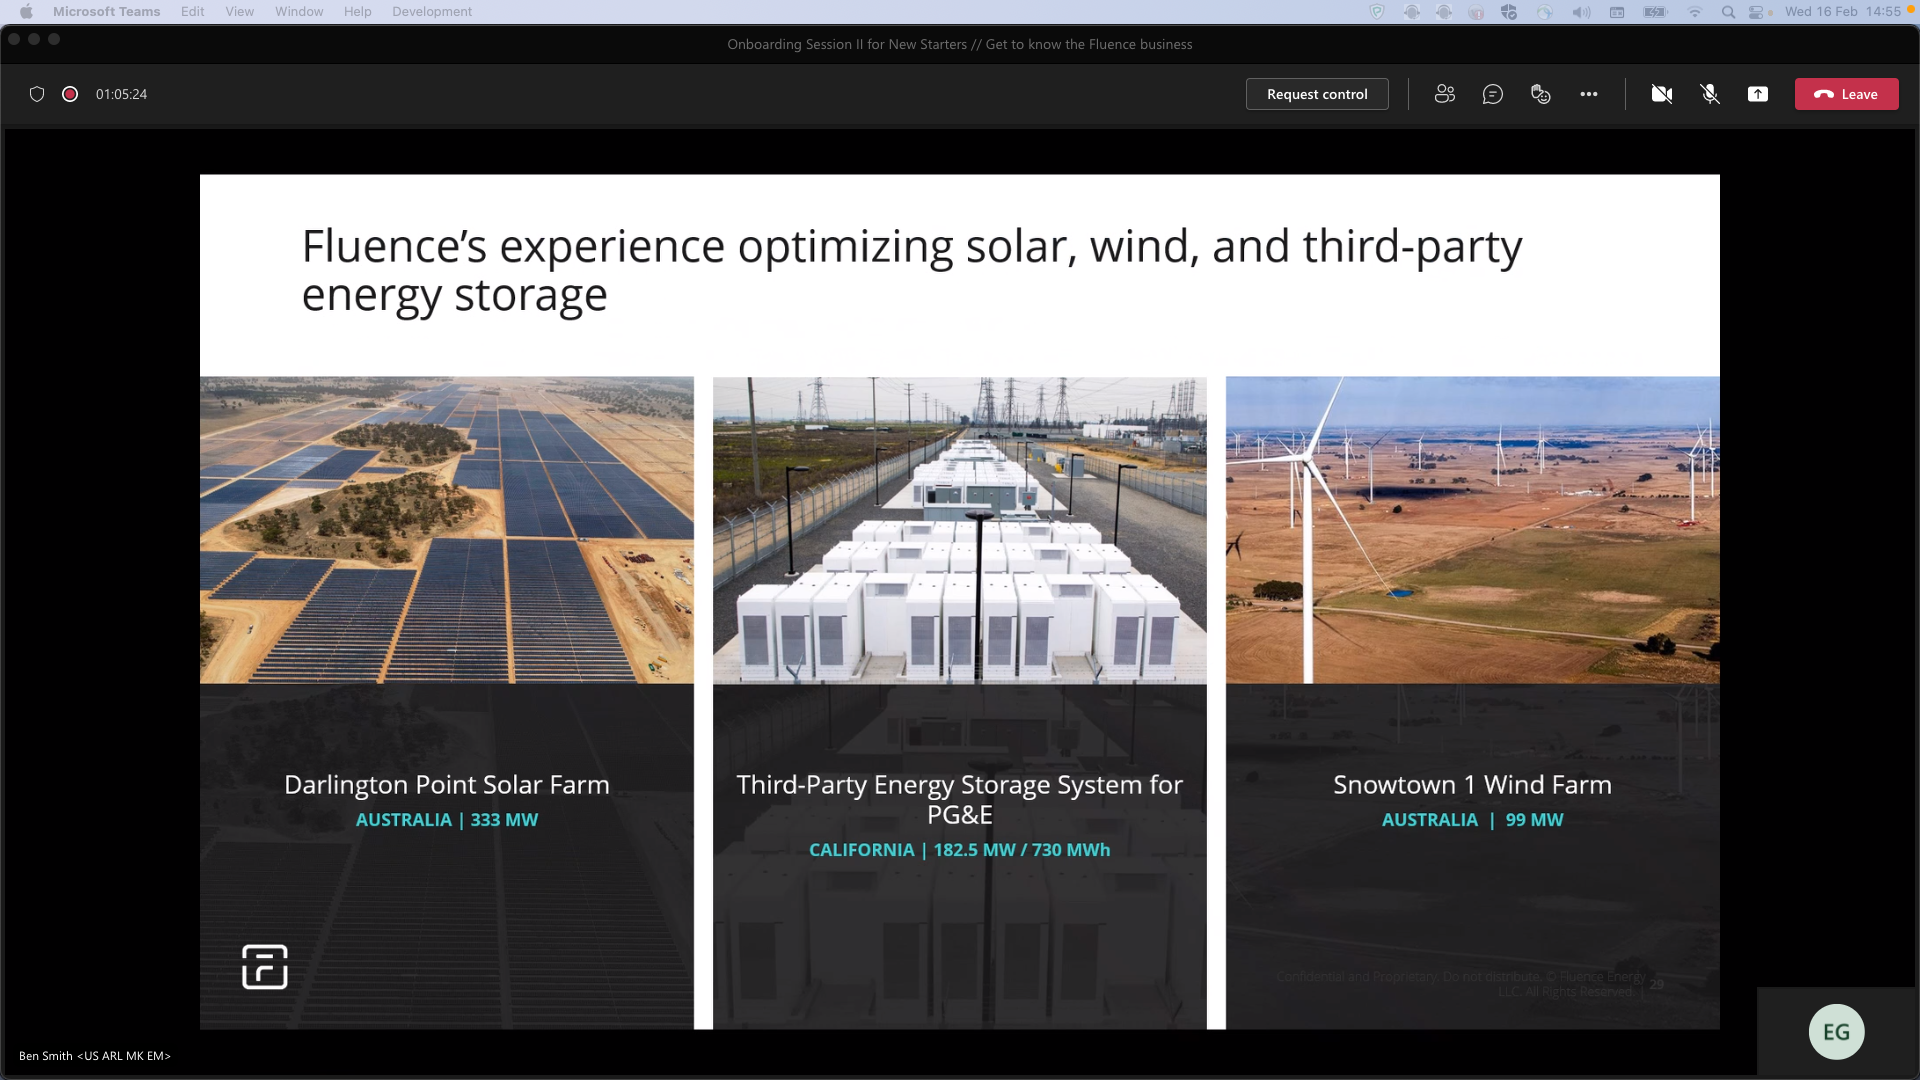 Microsoft Teams Edit View Window Help Development Wed 16 Feb 14:55
Onboarding Session II for New Starters // Get to know the Fluence business
01:05:24 Request control Leave
Fluence’s experience optimizing solar, wind, and third-party
energy storage
Darlington Point Solar Farm
AUSTRALIA | 333 MW
Third-Party Energy Storage System for
PG&E
CALIFORNIA | 182.5 MW / 730 MWh
Snowtown 1 Wind Farm
AUSTRALIA | 99 MW
Confidential and Proprietary. Do not distribute. © Fluence Energy
LLC. All Rights Reserved. | 29
EG
Ben Smith <US ARL MK EM>